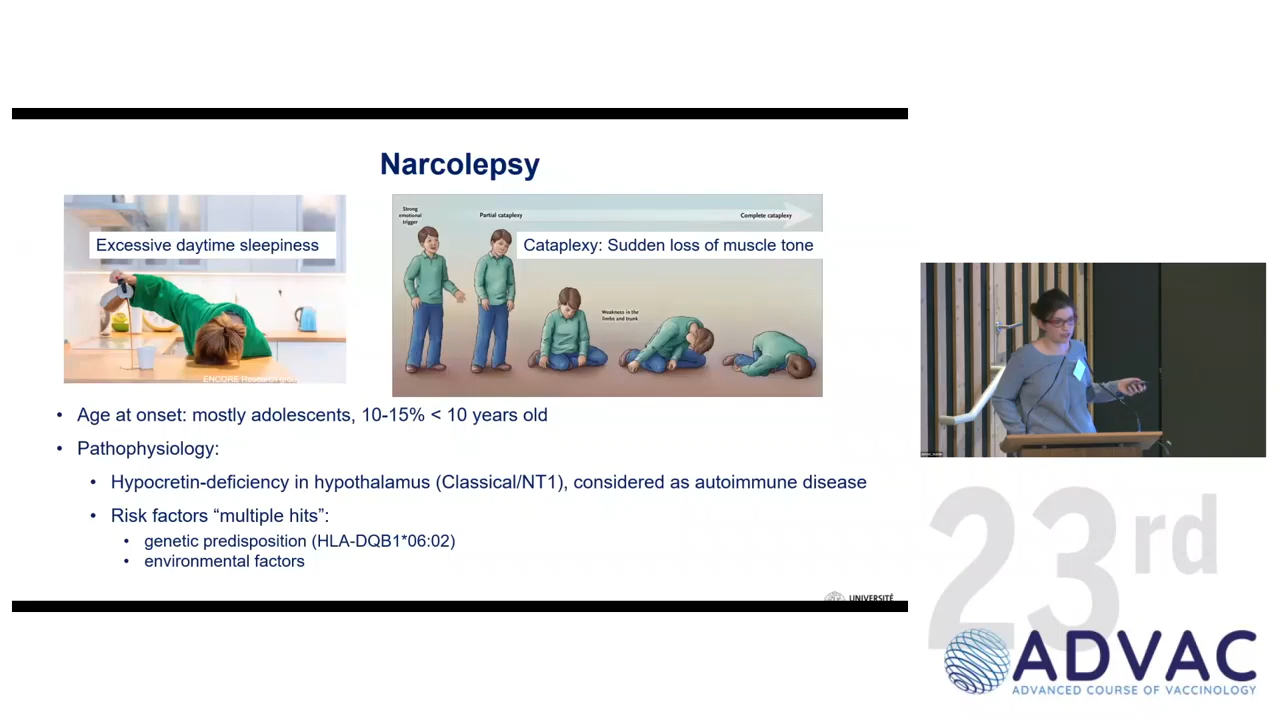 Narcolepsy
Strong
emotional
trigger
Partial cataplexy
Complete cataplexy
Excessive daytime sleepiness
Cataplexy: Sudden loss of muscle tone
Weakness in the
limbs and trunk
ENCORE Research
• Age at onset: mostly adolescents, 10-15% < 10 years old
• Pathophysiology:
• Hypocretin-deficiency in hypothalamus (Classical/NT1), considered as autoimmune disease
• Risk factors “multiple hits”:
• genetic predisposition (HLA-DQB1*06:02)
• environmental factors
UNIVERSITÉ
23rd
ADVAC
ADVANCED COURSE OF VACCINOLOGY